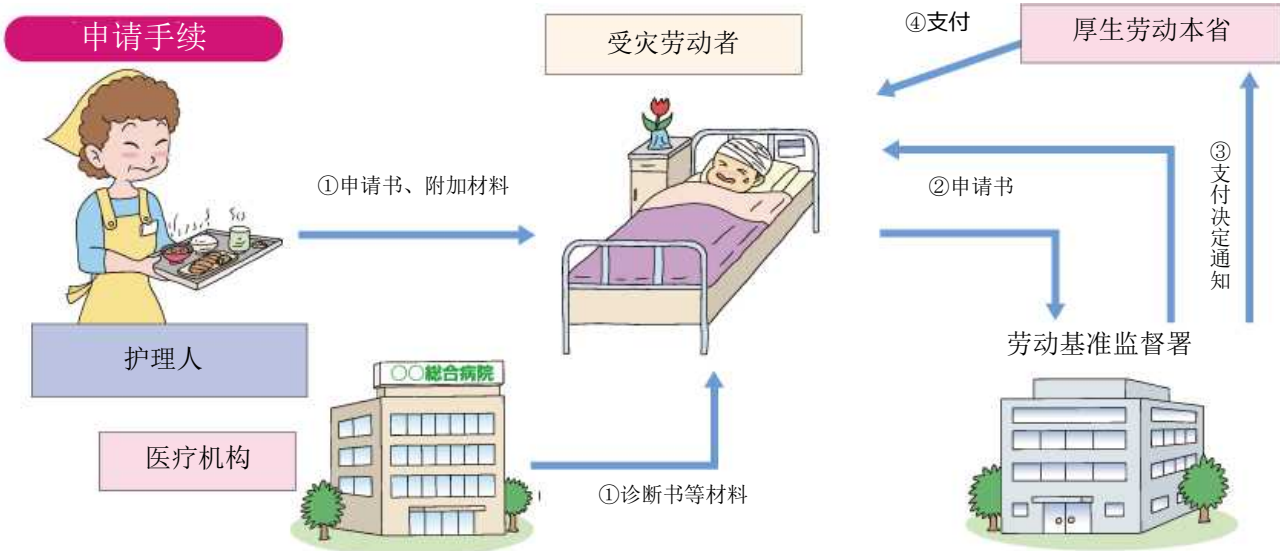 申请手续
受灾劳动者
④支付
厚生劳动本省
①申请书、附加材料
②申请书
③支付决定通知
护理人
劳动基准监督署
〇〇総合病院
医疗机构
①诊断书等材料